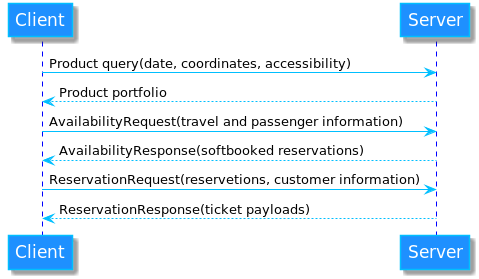 Client Server
Product query(date, coordinates, accessibility)
Product portfolio
AvailabilityRequest(travel and passenger information)
AvailabilityResponse(softbooked reservations)
ReservationRequest(reservetions, customer information)
ReservationResponse(ticket payloads)
Client Server